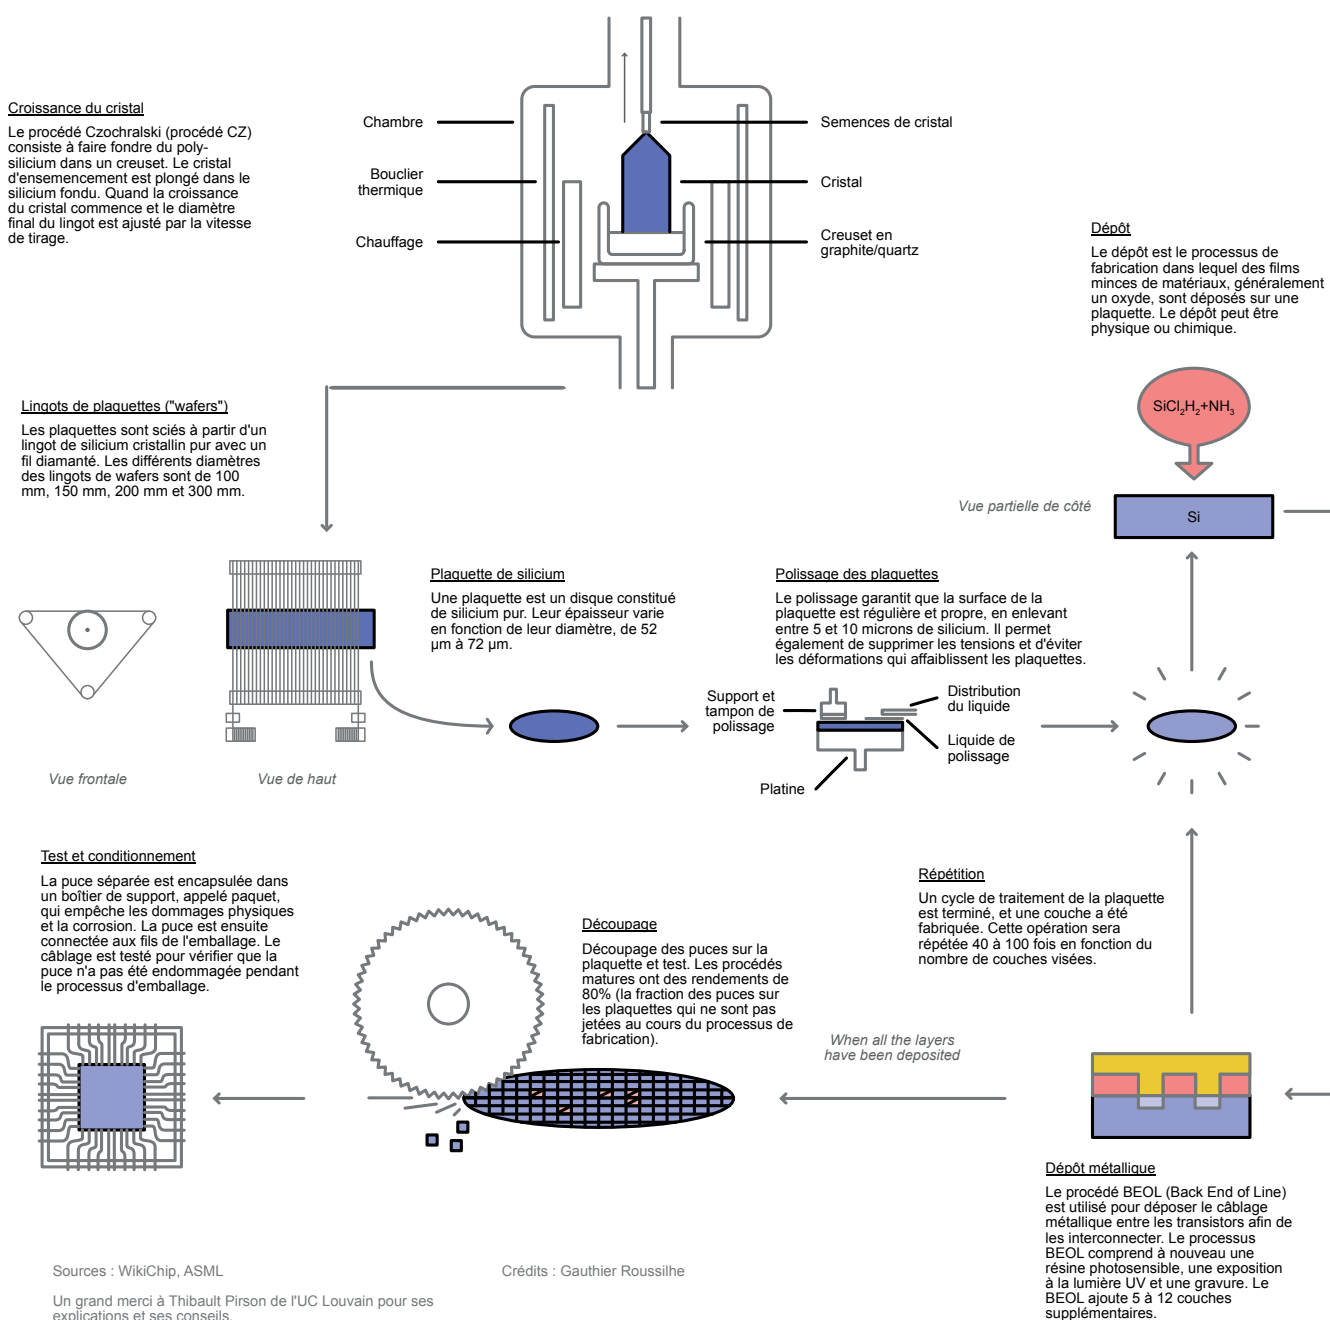 Croissance du cristal
Le procédé Czochralski (procédé CZ)
consiste à faire fondre du poly-
silicium dans un creuset. Le cristal
d'ensemencement est plongé dans le
silicium fondu. Quand la croissance
du cristal commence et le diamètre
final du lingot est ajusté par la vitesse
de tirage.
Chambre
Bouclier
thermique
Chauffage
Semences de cristal
Cristal
Creuset en
graphite/quartz
Dépôt
Le dépôt est le processus de
fabrication dans lequel des films
minces de matériaux, généralement
un oxyde, sont déposés sur une
plaquette. Le dépôt peut être
physique ou chimique.
SiCl₂H₂+NH₃
Vue partielle de côté
Si
Lingots de plaquettes ("wafers")
Les plaquettes sont sciés à partir d'un
lingot de silicium cristallin pur avec un
fil diamanté. Les différents diamètres
des lingots de wafers sont de 100
mm, 150 mm, 200 mm et 300 mm.
Vue frontale
Vue de haut
Plaquette de silicium
Une plaquette est un disque constitué
de silicium pur. Leur épaisseur varie
en fonction de leur diamètre, de 52
µm à 72 µm.
Polissage des plaquettes
Le polissage garantit que la surface de la
plaquette est régulière et propre, en enlevant
entre 5 et 10 microns de silicium. Il permet
également de supprimer les tensions et d'éviter
les déformations qui affaiblissent les plaquettes.
Support et
tampon de
polissage
Distribution
du liquide
Liquide de
polissage
Platine
Test et conditionnement
La puce séparée est encapsulée dans
un boîtier de support, appelé paquet,
qui empêche les dommages physiques
et la corrosion. La puce est ensuite
connectée aux fils de l'emballage. Le
câblage est testé pour vérifier que la
puce n'a pas été endommagée pendant
le processus d'emballage.
Découpage
Découpage des puces sur la
plaquette et test. Les procédés
matures ont des rendements de
80% (la fraction des puces sur
les plaquettes qui ne sont pas
jetées au cours du processus de
fabrication).
Répétition
Un cycle de traitement de la plaquette
est terminé, et une couche a été
fabriquée. Cette opération sera
répétée 40 à 100 fois en fonction du
nombre de couches visées.
When all the layers
have been deposited
Dépôt métallique
Le procédé BEOL (Back End of Line)
est utilisé pour déposer le câblage
métallique entre les transistors afin de
les interconnecter. Le processus
BEOL comprend à nouveau une
résine photosensible, une exposition
à la lumière UV et une gravure. Le
BEOL ajoute 5 à 12 couches
supplémentaires.
Sources : WikiChip, ASML
Crédits : Gauthier Roussilhe
Un grand merci à Thibault Pirson de l'UC Louvain pour ses
explications et ses conseils.